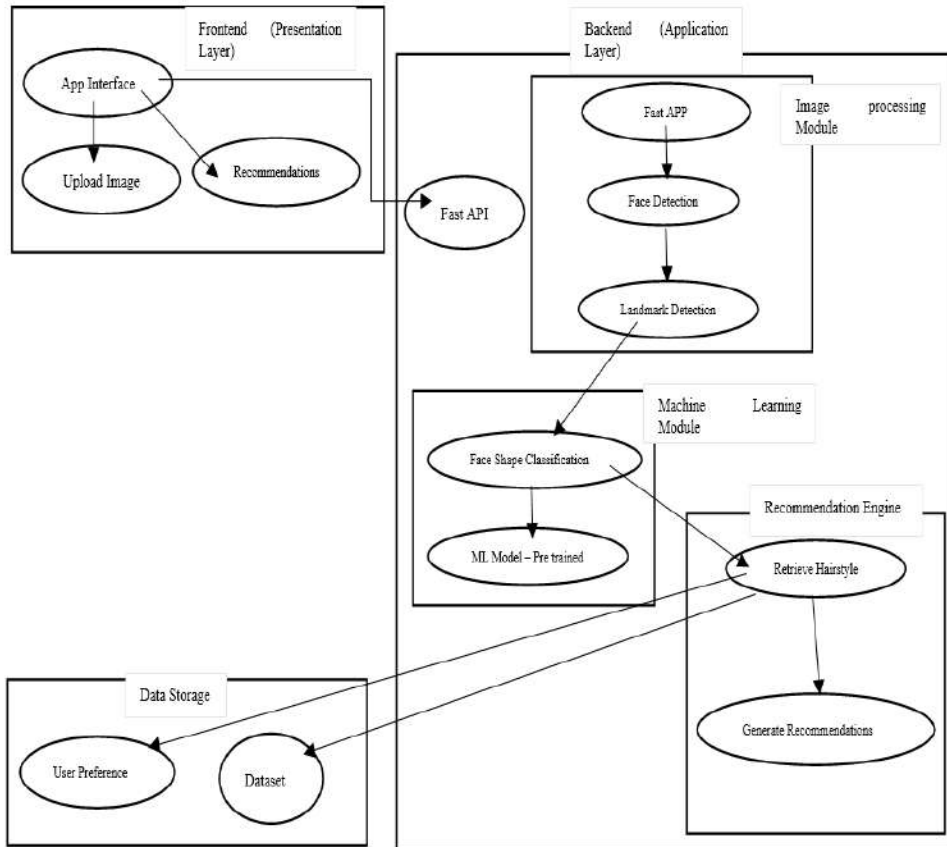 Frontend (Presentation
Layer)
App Interface
Upload Image
Recommendations
Backend (Application
Layer)
Fast API
Fast APP
Face Detection
Landmark Detection
Image processing
Module
Machine Learning
Module
Face Shape Classification
ML Model – Pre trained
Recommendation Engine
Retrieve Hairstyle
Generate Recommendations
Data Storage
User Preference
Dataset